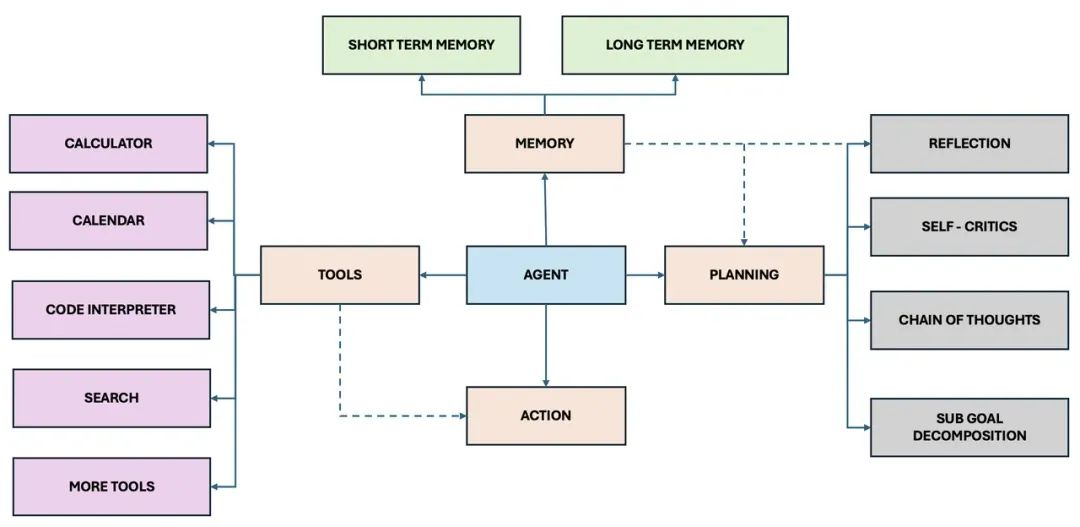 SHORT TERM MEMORY
LONG TERM MEMORY
CALCULATOR
MEMORY
REFLECTION
CALENDAR
SELF - CRITICS
TOOLS
AGENT
PLANNING
CODE INTERPRETER
CHAIN OF THOUGHTS
SEARCH
ACTION
SUB GOAL
DECOMPOSITION
MORE TOOLS